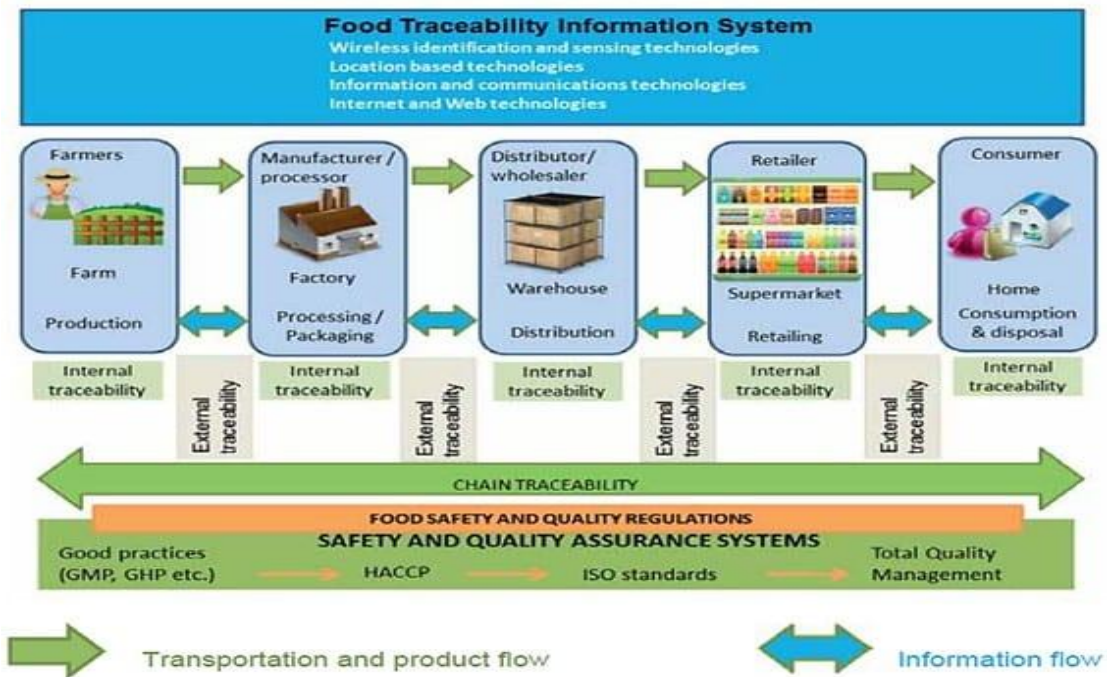 Food Traceability Information System
Wireless identification and sensing technologies
Location based technologies
Information and communications technologies
Internet and Web technologies
Farmers
Farm
Production
Manufacturer /
processor
Factory
Processing /
Packaging
Distributor/
wholesaler
Warehouse
Distribution
Retailer
Supermarket
Retailing
Consumer
Home
Consumption
& disposal
Internal
traceability
External
traceability
Internal
traceability
External
traceability
Internal
traceability
External
traceability
Internal
traceability
External
traceability
Internal
traceability
CHAIN TRACEABILITY
FOOD SAFETY AND QUALITY REGULATIONS
SAFETY AND QUALITY ASSURANCE SYSTEMS
Good practices
(GMP, GHP etc.)
HACCP
ISO standards
Total Quality
Management
Transportation and product flow
Information flow